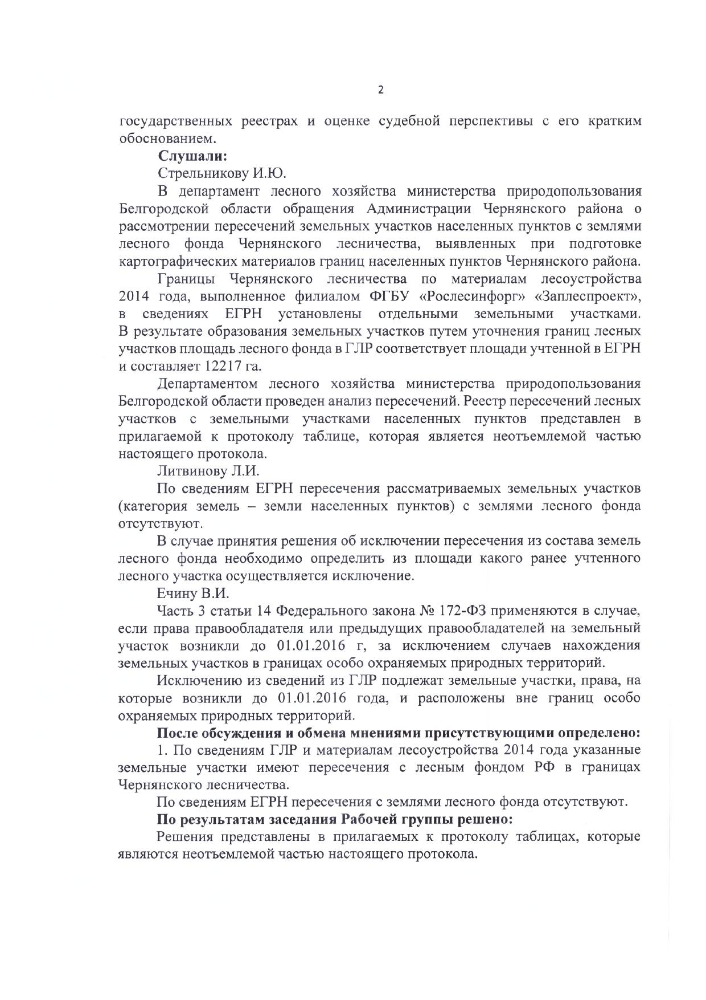 2
государственных реестрах и оценке судебной перспективы с его кратким
обоснованием.
Слушали:
Стрельникову И.Ю.
В департамент лесного хозяйства министерства природопользования
Белгородской области обращения Администрации Чернянского района о
рассмотрении пересечений земельных участков населенных пунктов с землями
лесного фонда Чернянского лесничества, выявленных при подготовке
картографических материалов границ населенных пунктов Чернянского района.
Границы Чернянского лесничества по материалам лесоустройства
2014 года, выполненное филиалом ФГБУ «Рослесинфорг» «Заплеспроект»,
в сведениях ЕГРН установлены отдельными земельными участками.
В результате образования земельных участков путем уточнения границ лесных
участков площадь лесного фонда в ГЛР соответствует площади учтенной в ЕГРН
и составляет 12217 га.
Департаментом лесного хозяйства министерства природопользования
Белгородской области проведен анализ пересечений. Реестр пересечений лесных
участков с земельными участками населенных пунктов представлен в
прилагаемой к протоколу таблице, которая является неотъемлемой частью
настоящего протокола.
Литвинову Л.И.
По сведениям ЕГРН пересечения рассматриваемых земельных участков
(категория земель – земли населенных пунктов) с землями лесного фонда
отсутствуют.
В случае принятия решения об исключении пересечения из состава земель
лесного фонда необходимо определить из площади какого ранее учтенного
лесного участка осуществляется исключение.
Ечину В.И.
Часть 3 статьи 14 Федерального закона № 172-ФЗ применяются в случае,
если права правообладателя или предыдущих правообладателей на земельный
участок возникли до 01.01.2016 г, за исключением случаев нахождения
земельных участков в границах особо охраняемых природных территорий.
Исключению из сведений из ГЛР подлежат земельные участки, права, на
которые возникли до 01.01.2016 года, и расположены вне границ особо
охраняемых природных территорий.
После обсуждения и обмена мнениями присутствующими определено:
1. По сведениям ГЛР и материалам лесоустройства 2014 года указанные
земельные участки имеют пересечения с лесным фондом РФ в границах
Чернянского лесничества.
По сведениям ЕГРН пересечения с землями лесного фонда отсутствуют.
По результатам заседания Рабочей группы решено:
Решения представлены в прилагаемых к протоколу таблицах, которые
являются неотъемлемой частью настоящего протокола.